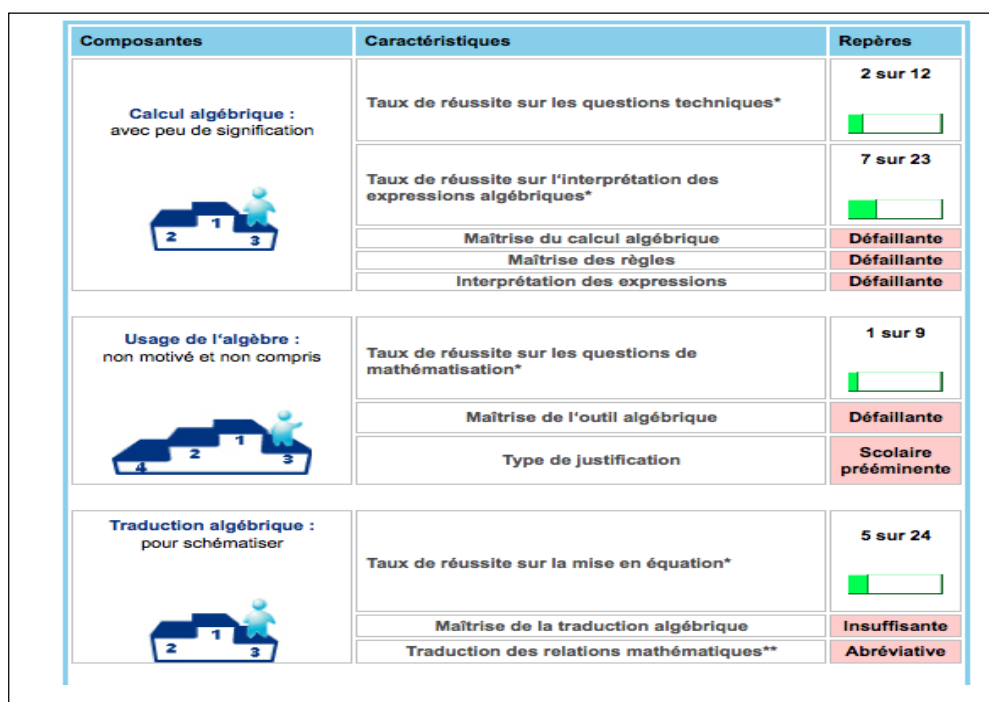 Composantes
Caractéristiques
Repères
Calcul algébrique :
avec peu de signification
1
2
3
Taux de réussite sur les questions techniques*
2 sur 12
Taux de réussite sur l'interprétation des
expressions algébriques*
7 sur 23
Maîtrise du calcul algébrique
Défaillante
Maîtrise des règles
Défaillante
Interprétation des expressions
Défaillante
Usage de l'algèbre :
non motivé et non compris
1
2
3
4
Taux de réussite sur les questions de
mathématisation*
1 sur 9
Maîtrise de l'outil algébrique
Défaillante
Type de justification
Scolaire
prééminente
Traduction algébrique :
pour schématiser
1
2
3
Taux de réussite sur la mise en équation*
5 sur 24
Maîtrise de la traduction algébrique
Insuffisante
Traduction des relations mathématiques**
Abréviative